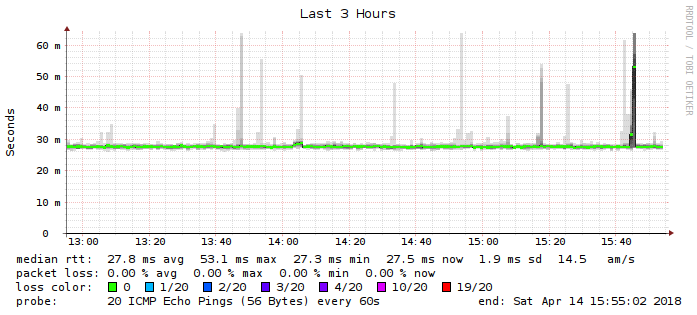 Last 3 Hours
RRDTOOL / TOBI OETIKER
Seconds
60 m
50 m
40 m
30 m
20 m
10 m
0
13:00 13:20 13:40 14:00 14:20 14:40 15:00 15:20 15:40
median rtt: 27.8 ms avg 53.1 ms max 27.3 ms min 27.5 ms now 1.9 ms sd 14.5 am/s
packet loss: 0.00 % avg 0.00 % max 0.00 % min 0.00 % now
loss color: 0 1/20 2/20 3/20 4/20 10/20 19/20
probe: 20 ICMP Echo Pings (56 Bytes) every 60s end: Sat Apr 14 15:55:02 2018